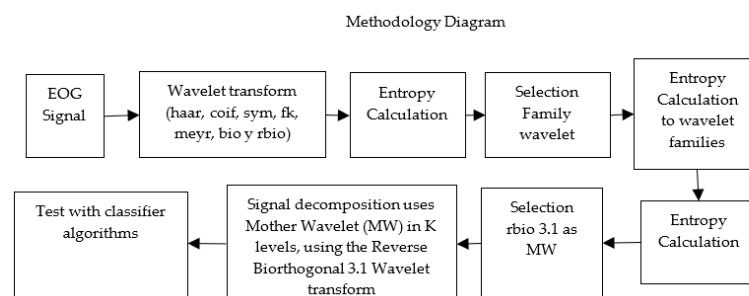 Methodology Diagram
EOG
Signal
Wavelet transform
(haar, coif, sym, fk,
meyr, bio y rbio)
Entropy
Calculation
Selection
Family
wavelet
Entropy
Calculation
to wavelet
families
Entropy
Calculation
Selection
rbio 3.1 as
MW
Signal decomposition uses
Mother Wavelet (MW) in K
levels, using the Reverse
Biorthogonal 3.1 Wavelet
transform
Test with classifier
algorithms